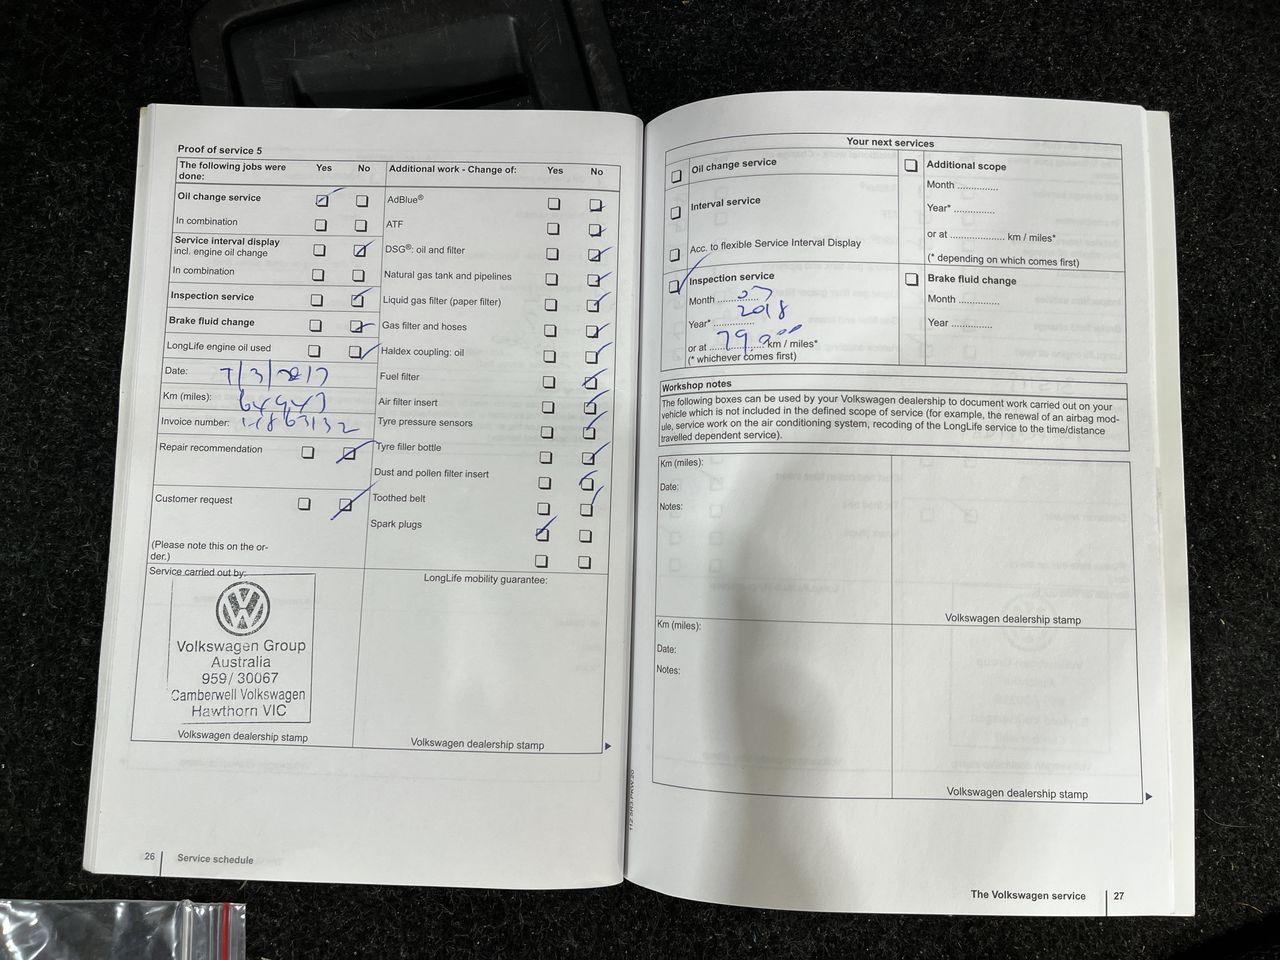 Proof of service 5
The following jobs were done: Yes No
Oil change service
In combination
Service interval display
incl. engine oil change
In combination
Inspection service
Brake fluid change
LongLife engine oil used
Date: 7/3/2017
Km (miles):
Invoice number:
Repair recommendation
Customer request
(Please note this on the or-
der.)
Additional work - Change of: Yes No
AdBlue®
ATF
DSG®: oil and filter
Natural gas tank and pipelines
Liquid gas filter (paper filter)
Gas filter and hoses
Haldex coupling: oil
Fuel filter
Air filter insert
Tyre pressure sensors
Tyre filler bottle
Dust and pollen filter insert
Toothed belt
Spark plugs
Service carried out by:
Volkswagen Group
Australia
959/ 30067
Camberwell Volkswagen
Hawthorn VIC
Volkswagen dealership stamp
LongLife mobility guarantee:
Volkswagen dealership stamp
26 Service schedule
Your next services
Oil change service
Interval service
Acc. to flexible Service Interval Display
Additional scope
Month ..............
Year* ..............
or at .................... km / miles*
(* depending on which comes first)
Inspection service
Month 07
Year* 2018
or at 79,000 km / miles*
(* whichever comes first)
Brake fluid change
Month ..............
Year ..............
Workshop notes
The following boxes can be used by your Volkswagen dealership to document work carried out on your
vehicle which is not included in the defined scope of service (for example, the renewal of an airbag mod-
ule, service work on the air conditioning system, recoding of the LongLife service to the time/distance
travelled dependent service).
Km (miles):
Date:
Notes:
Volkswagen dealership stamp
Km (miles):
Date:
Notes:
Volkswagen dealership stamp
The Volkswagen service 27